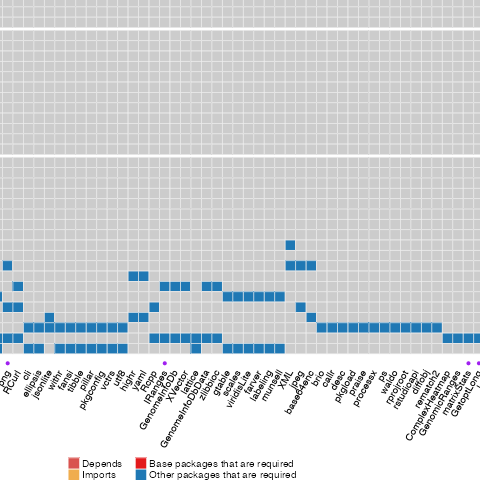 png
RCurl
cli
ellipsis
jsonlite
withr
fansi
tibble
pillar
pkgconfig
vctrs
utf8
highr
yaml
Rcpp
IRanges
GenomeInfoDb
XVector
lattice
GenomeInfoDbData
zlibbioc
gtable
scales
viridisLite
farver
labeling
munsell
XML
jpeg
base64enc
brio
callr
desc
pkgload
praise
processx
ps
waldo
rprojroot
rstudioapi
diffobj
rematch2
ComplexHeatmap
GenomicRanges
matrixStats
GetoptLong
Depends
Base packages that are required
Imports
Other packages that are required